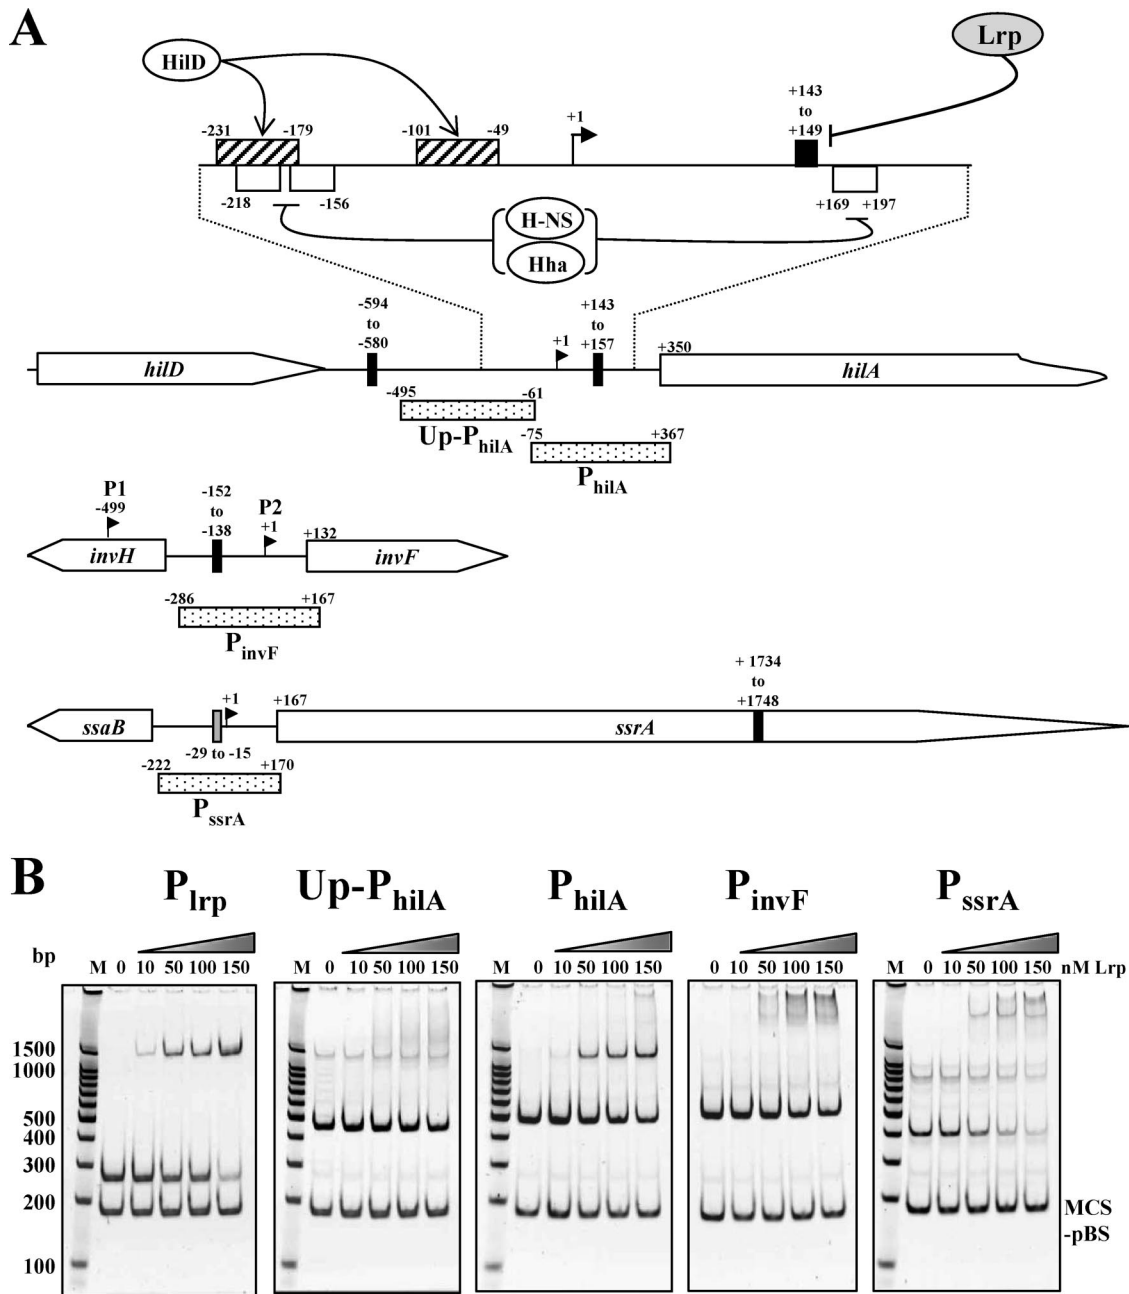 A
HilD
Lrp
+143
to
+149
-231
-179
-101
-49
+1
-218
-156
+169
+197
H-NS
Hha
-594
to
-580
+143
to
+157
+1
+350
hilD
hilA
-495
-61
Up-PhilA
-75
+367
PhilA
P1
-499
-152
to
-138
P2
+1
+132
invH
invF
-286
+167
PinvF
+ 1734
to
+1748
+1
+167
ssaB
ssrA
-29 to -15
-222
+170
PssrA
B
Plrp
Up-PhilA
PhilA
PinvF
PssrA
bp
M 0 10 50 100 150
M 0 10 50 100 150
M 0 10 50 100 150
0 10 50 100 150
M 0 10 50 100 150
nM Lrp
1500
1000
500
400
300
200
100
MCS
-pBS